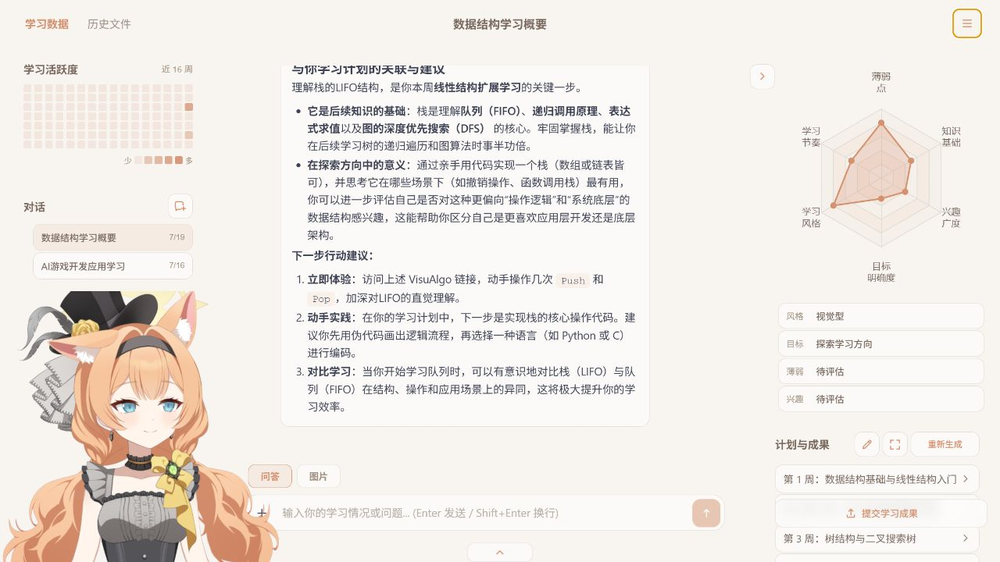 学习数据
历史文件
数据结构学习概要
学习活跃度
近 16 周
少
多
对话
数据结构学习概要
7/19
AI游戏开发应用学习
7/16
与你学习计划的关联与建议
理解栈的LIFO结构，是你本周线性结构扩展学习的关键一步。
• 它是后续知识的基础：栈是理解队列（FIFO）、递归调用原理、表达
式求值以及图的深度优先搜索（DFS） 的核心。牢固掌握栈，能让你
在后续学习树的递归遍历和图算法时事半功倍。
• 在探索方向中的意义：通过亲手用代码实现一个栈（数组或链表皆
可），并思考它在哪些场景下（如撤销操作、函数调用栈）最有用，
你可以进一步评估自己是否对这种更偏向“操作逻辑”和“系统底层”的
数据结构感兴趣，这能帮助你区分自己是更喜欢应用层开发还是底层
架构。
下一步行动建议：
1. 立即体验：访问上述 VisuAlgo 链接，动手操作几次 Push 和
Pop ，加深对LIFO的直觉理解。
2. 动手实践：在你的学习计划中，下一步是实现栈的核心操作代码。建
议你先用伪代码画出逻辑流程，再选择一种语言（如 Python 或 C）
进行编码。
3. 对比学习：当你开始学习队列时，可以有意识地对比栈（LIFO）与队
列（FIFO）在结构、操作和应用场景上的异同，这将极大提升你的学
习效率。
问答
图片
输入你的学习情况或问题... (Enter 发送 / Shift+Enter 换行)
薄弱
点
知识
基础
兴趣
广度
目标
明确度
学习
风格
学习
节奏
风格 视觉型
目标 探索学习方向
薄弱 待评估
兴趣 待评估
计划与成果
重新生成
第 1 周：数据结构基础与线性结构入门
提交学习成果
第 3 周：树结构与二叉搜索树